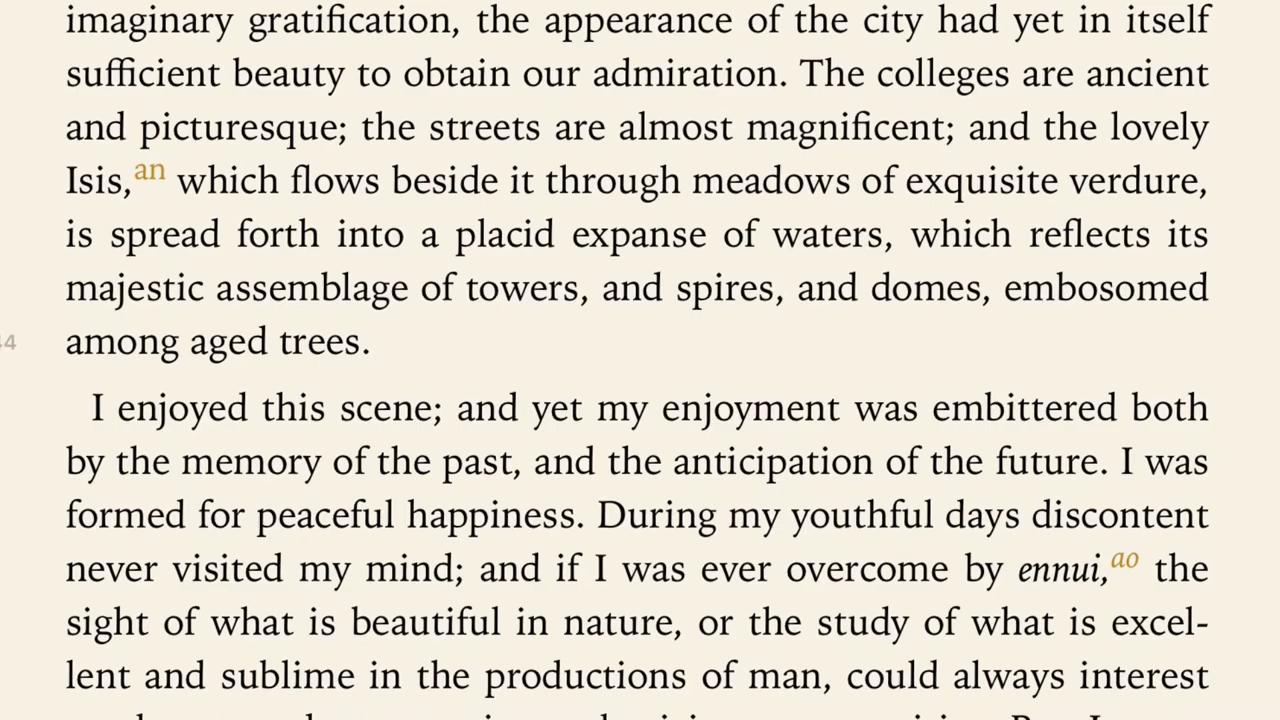 imaginary gratification, the appearance of the city had yet in itself
sufficient beauty to obtain our admiration. The colleges are ancient
and picturesque; the streets are almost magnificent; and the lovely
Isis,an which flows beside it through meadows of exquisite verdure,
is spread forth into a placid expanse of waters, which reflects its
majestic assemblage of towers, and spires, and domes, embosomed
among aged trees.
I enjoyed this scene; and yet my enjoyment was embittered both
by the memory of the past, and the anticipation of the future. I was
formed for peaceful happiness. During my youthful days discontent
never visited my mind; and if I was ever overcome by ennui,ao the
sight of what is beautiful in nature, or the study of what is excel-
lent and sublime in the productions of man, could always interest